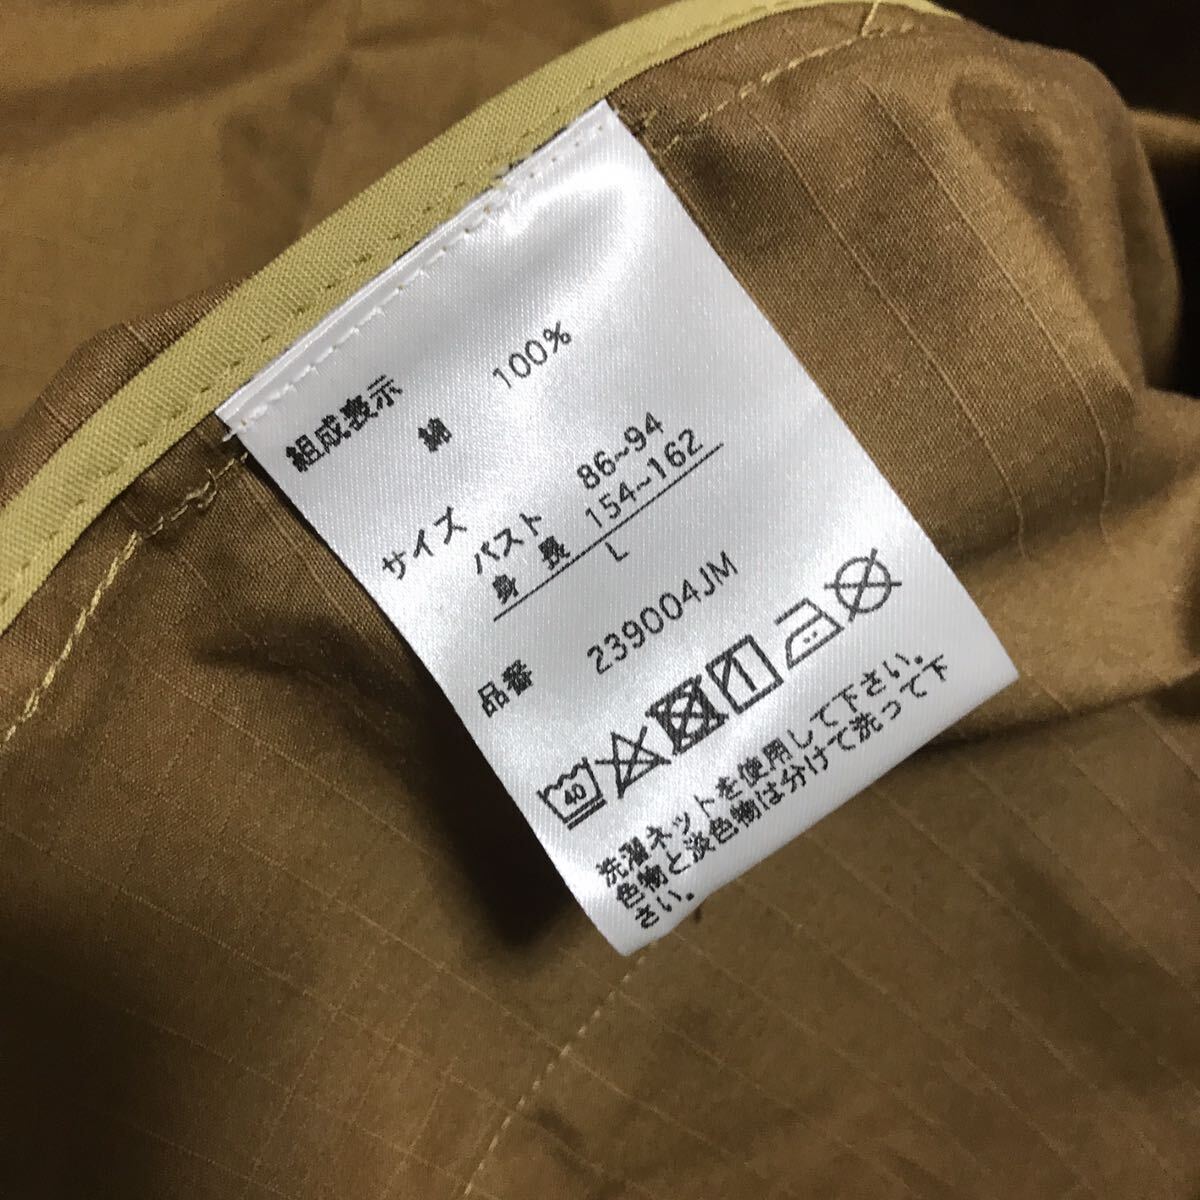 組成表示
綿 100%
サイズ
バスト 86~94
身長 154~162
L
品番 239004JM
40
洗濯ネットを使用して下さい。
色物と淡色物は分けて洗って下
さい。